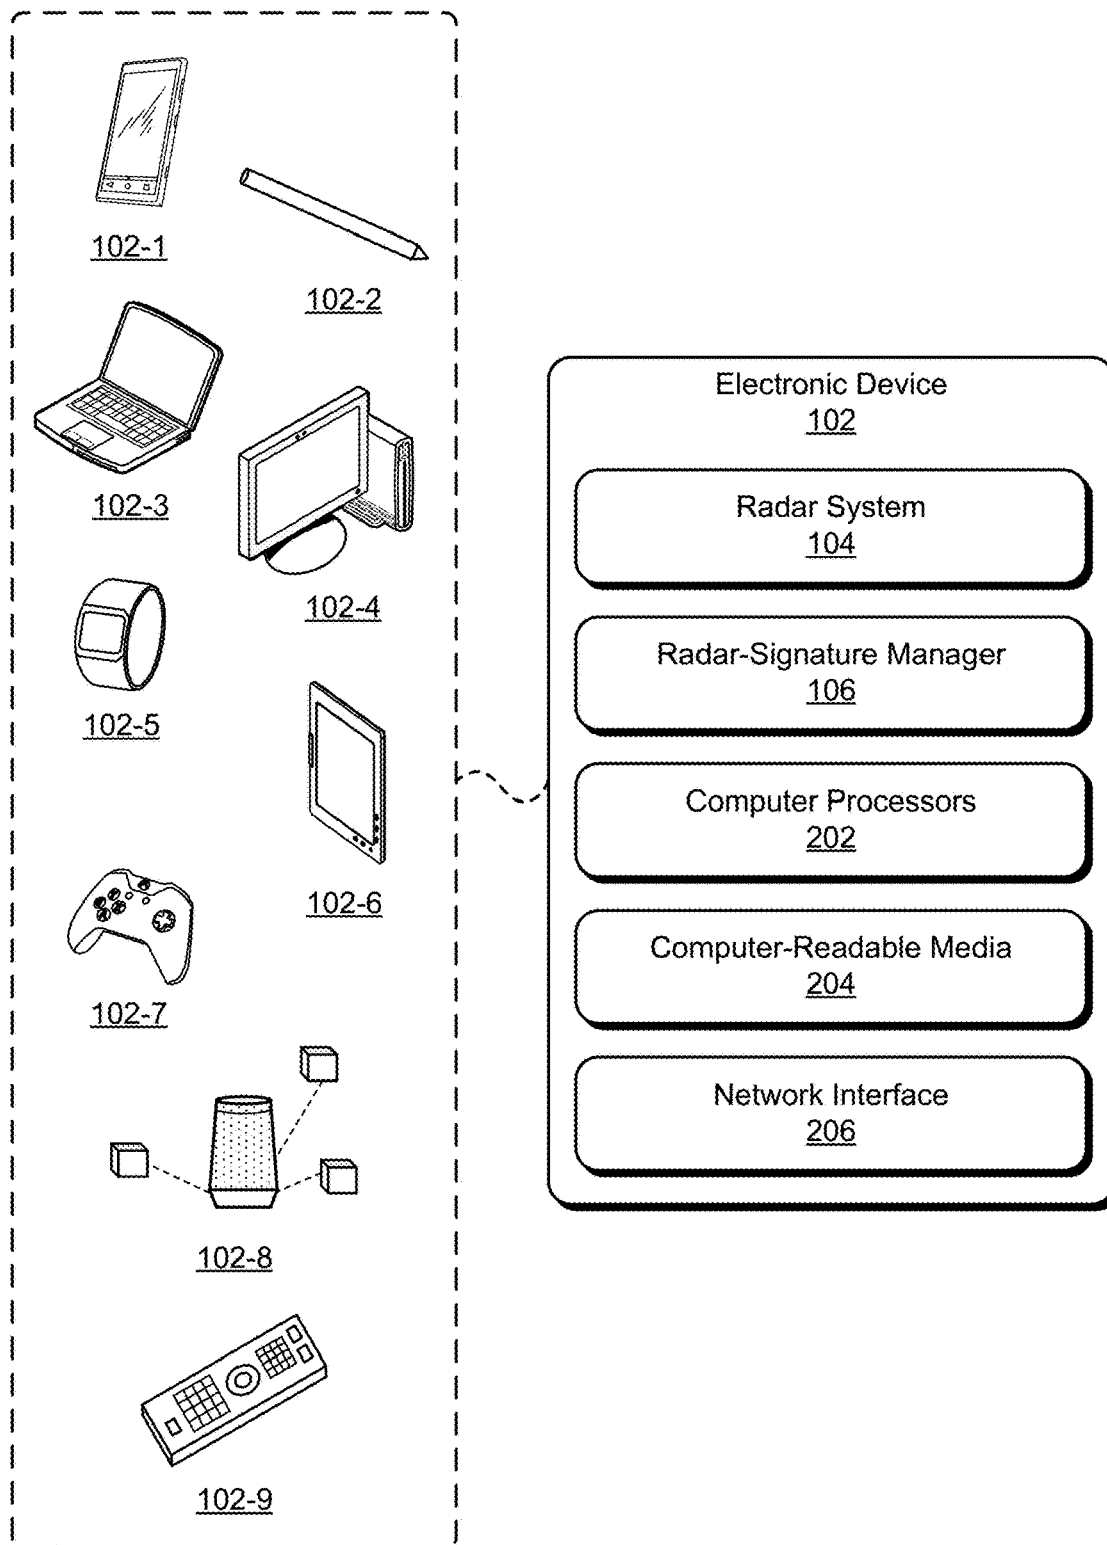 102-1
102-2
102-3
102-4
102-5
102-6
102-7
102-8
102-9
Electronic Device
102
Radar System
104
Radar-Signature Manager
106
Computer Processors
202
Computer-Readable Media
204
Network Interface
206